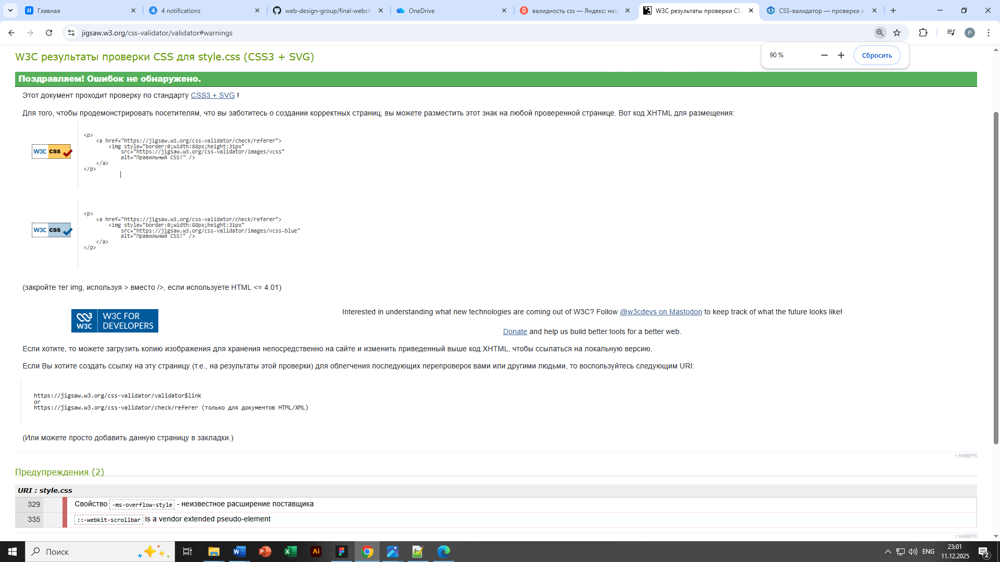 Главная
4 notifications
web-design-group/final-websit
OneDrive
валидность css — Яндекс: наш
W3C результаты проверки CS
CSS-валидатор — проверка и
jigsaw.w3.org/css-validator/validator#warnings
90 %
Сбросить
W3C результаты проверки CSS для style.css (CSS3 + SVG)
Поздравляем! Ошибок не обнаружено.
Этот документ проходит проверку по стандарту CSS3 + SVG !
Для того, чтобы продемонстрировать посетителям, что вы заботитесь о создании корректных страниц, вы можете разместить этот знак на любой проверенной странице. Вот код XHTML для размещения:
W3C css
<p>
<a href="https://jigsaw.w3.org/css-validator/check/referer">
<img style="border:0;width:88px;height:31px"
src="https://jigsaw.w3.org/css-validator/images/vcss"
alt="Правильный CSS!" />
</a>
</p>
W3C css
<p>
<a href="https://jigsaw.w3.org/css-validator/check/referer">
<img style="border:0;width:88px;height:31px"
src="https://jigsaw.w3.org/css-validator/images/vcss-blue"
alt="Правильный CSS!" />
</a>
</p>
(закройте тег img, используя > вместо />, если используете HTML <= 4.01)
W3C
W3C FOR
DEVELOPERS
Interested in understanding what new technologies are coming out of W3C? Follow @w3cdevs on Mastodon to keep track of what the future looks like!
Donate and help us build better tools for a better web.
Если хотите, то можете загрузить копию изображения для хранения непосредственно на сайте и изменить приведенный выше код XHTML, чтобы ссылаться на локальную версию.
Если Вы хотите создать ссылку на эту страницу (т.е., на результаты этой проверки) для облегчения последующих перепроверок вами или другими людьми, то воспользуйтесь следующим URI:
https://jigsaw.w3.org/css-validator/validator$link
or
https://jigsaw.w3.org/css-validator/check/referer (только для документов HTML/XML)
(Или можете просто добавить данную страницу в закладки.)
↑ НАВЕРХ
Предупреждения (2)
URI : style.css
329 Свойство -ms-overflow-style - неизвестное расширение поставщика
335 ::-webkit-scrollbar is a vendor extended pseudo-element
↑ НАВЕРХ
Поиск
ENG
23:01
11.12.2025
2